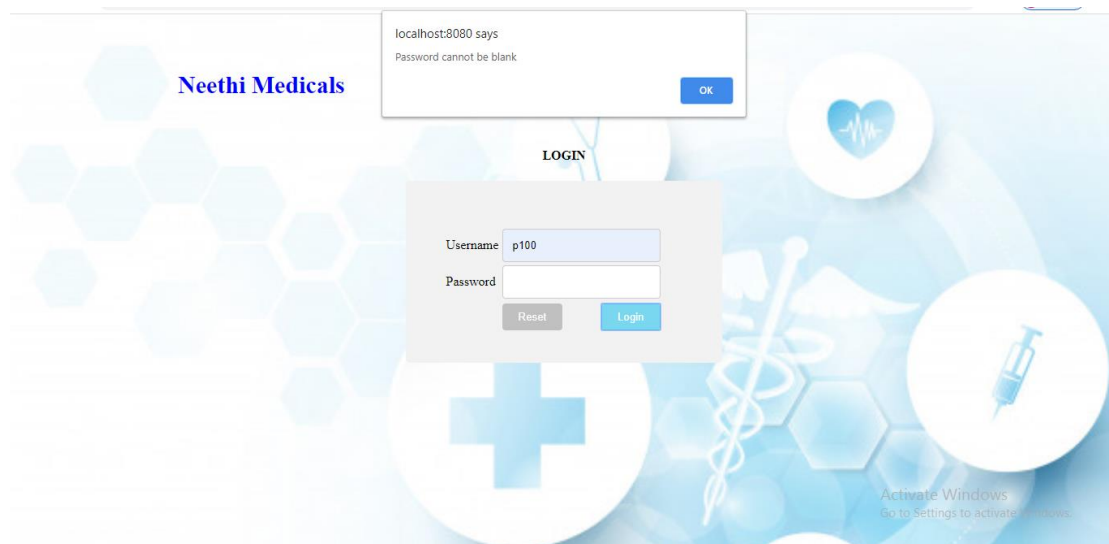 localhost:8080 says
Password cannot be blank
OK
Neethi Medicals
LOGIN
Username p100
Password
Reset Login
Activate Windows
Go to Settings to activate Windows.